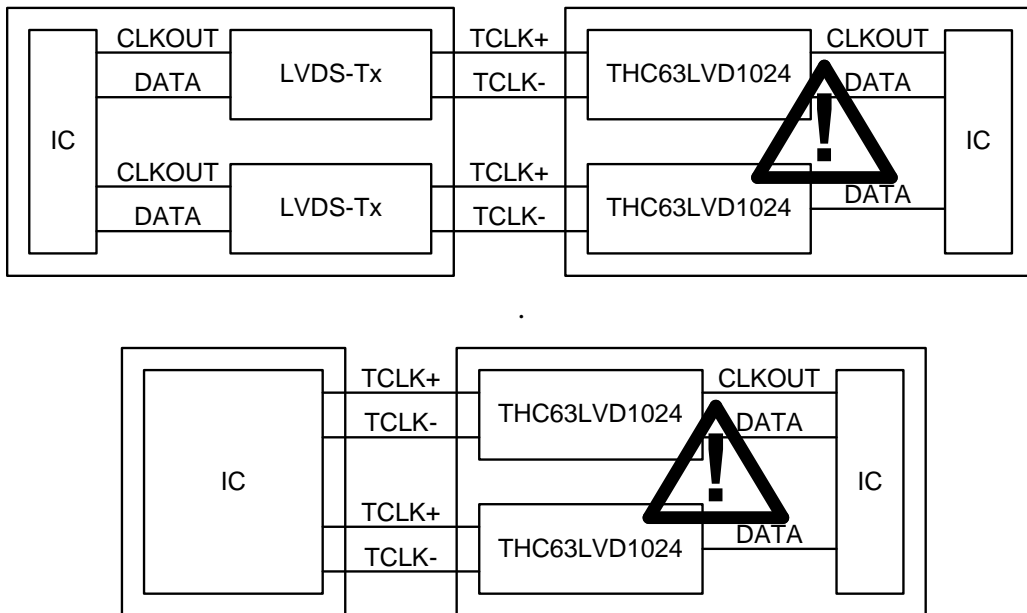 CLKOUT TCLK+ CLKOUT
LVDS-Tx THC63LVD1024
DATA TCLK- DATA
IC ! IC
CLKOUT TCLK+
LVDS-Tx THC63LVD1024
DATA TCLK- DATA
.
TCLK+ CLKOUT
THC63LVD1024
TCLK- DATA
IC ! IC
TCLK+
THC63LVD1024
TCLK- DATA